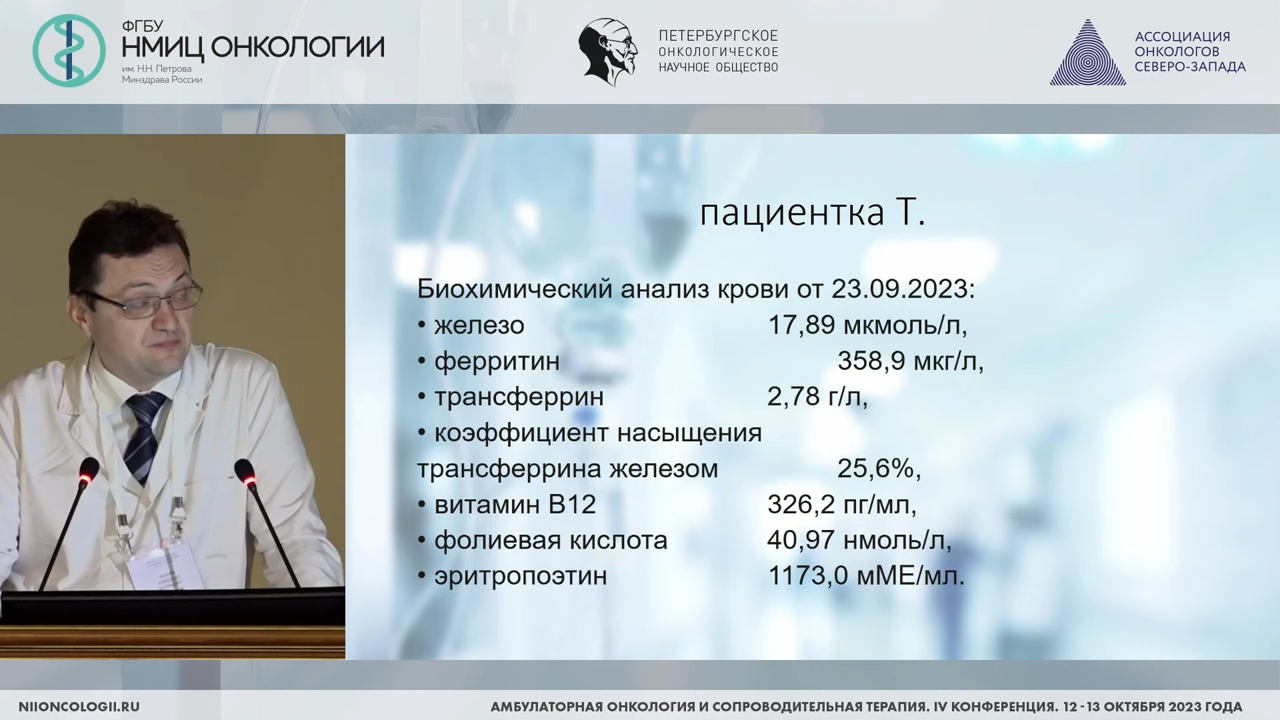 ФГБУ
НМИЦ ОНКОЛОГИИ
им. Н.Н. Петрова
Минздрава России
ПЕТЕРБУРГСКОЕ
ОНКОЛОГИЧЕСКОЕ
НАУЧНОЕ ОБЩЕСТВО
АССОЦИАЦИЯ
ОНКОЛОГОВ
СЕВЕРО-ЗАПАДА
пациентка Т.
Биохимический анализ крови от 23.09.2023:
• железо 17,89 мкмоль/л,
• ферритин 358,9 мкг/л,
• трансферрин 2,78 г/л,
• коэффициент насыщения
трансферрина железом 25,6%,
• витамин В12 326,2 пг/мл,
• фолиевая кислота 40,97 нмоль/л,
• эритропоэтин 1173,0 мМЕ/мл.
NIIONCOLOGII.RU
АМБУЛАТОРНАЯ ОНКОЛОГИЯ И СОПРОВОДИТЕЛЬНАЯ ТЕРАПИЯ. IV КОНФЕРЕНЦИЯ. 12 - 13 ОКТЯБРЯ 2023 ГОДА